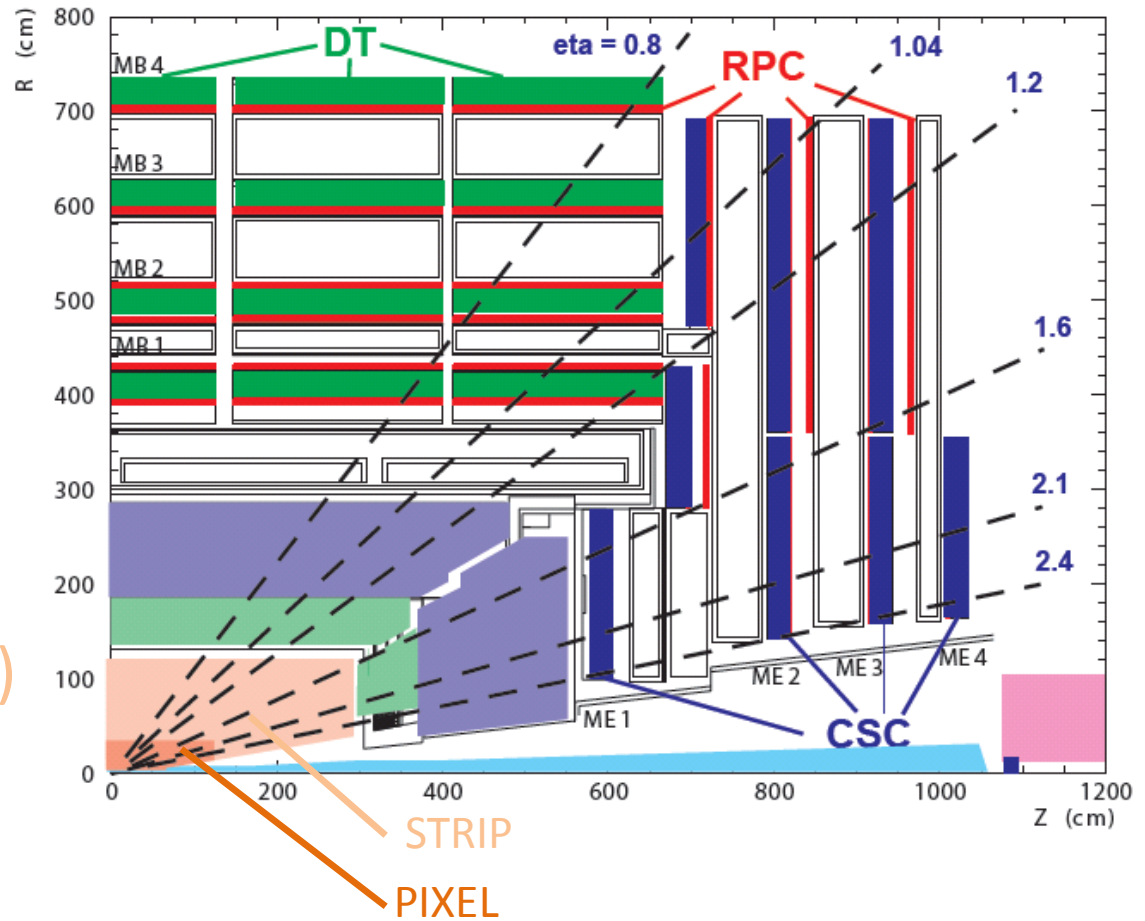 800
R (cm)
DT
eta = 0.8
1.04
MB 4
RPC
1.2
700
MB 3
600
MB 2
500
MB 1
1.6
400
300
2.1
200
2.4
)
100
ME 4
ME 3
ME 2
ME 1
CSC
0
0
200
400
600
800
1000
1200
Z (cm)
STRIP
PIXEL